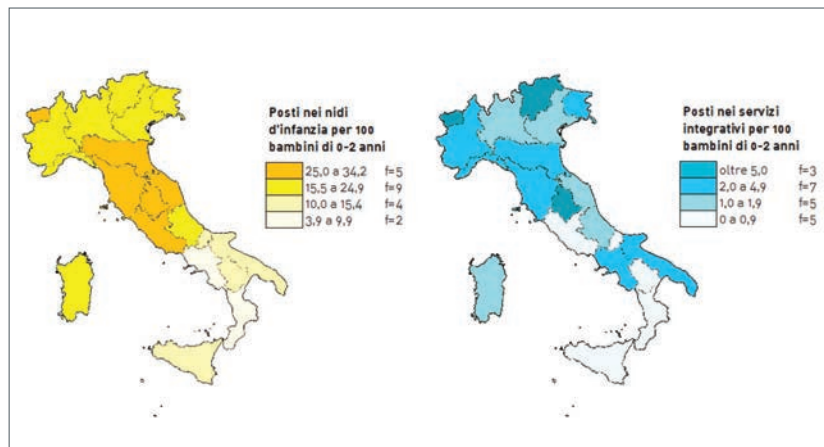 Posti nei nidi
d'infanzia per 100
bambini di 0-2 anni
25,0 a 34,2 f=5
15,5 a 24,9 f=9
10,0 a 15,4 f=4
3,9 a 9,9 f=2
Posti nei servizi
integrativi per 100
bambini di 0-2 anni
oltre 5,0 f=3
2,0 a 4,9 f=7
1,0 a 1,9 f=5
0 a 0,9 f=5